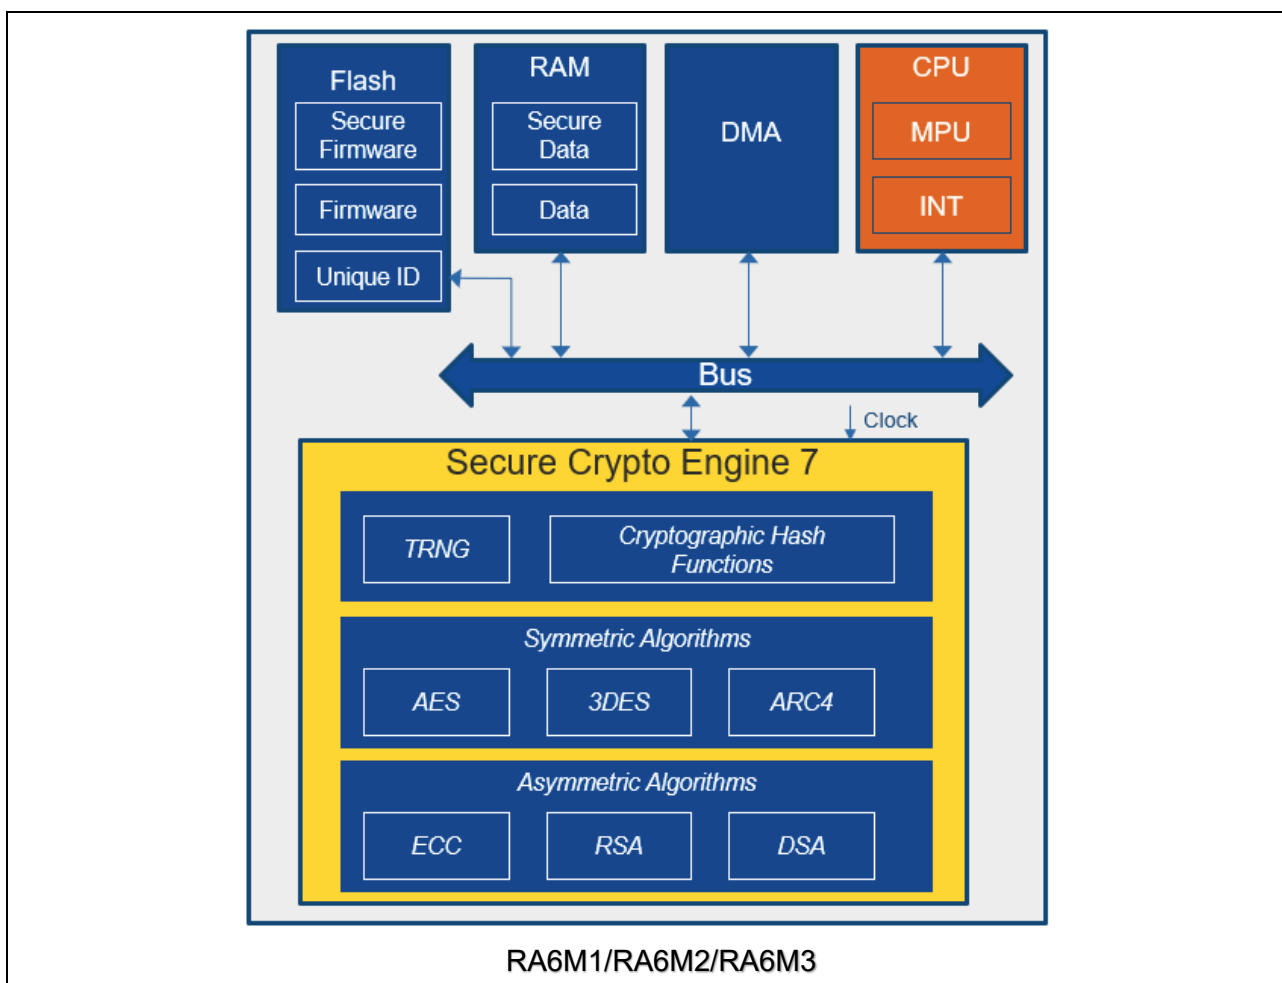 Flash
Secure
Firmware
Firmware
Unique ID
RAM
Secure
Data
Data
DMA
CPU
MPU
INT
Bus
Clock
Secure Crypto Engine 7
TRNG
Cryptographic Hash
Functions
Symmetric Algorithms
AES
3DES
ARC4
Asymmetric Algorithms
ECC
RSA
DSA
RA6M1/RA6M2/RA6M3